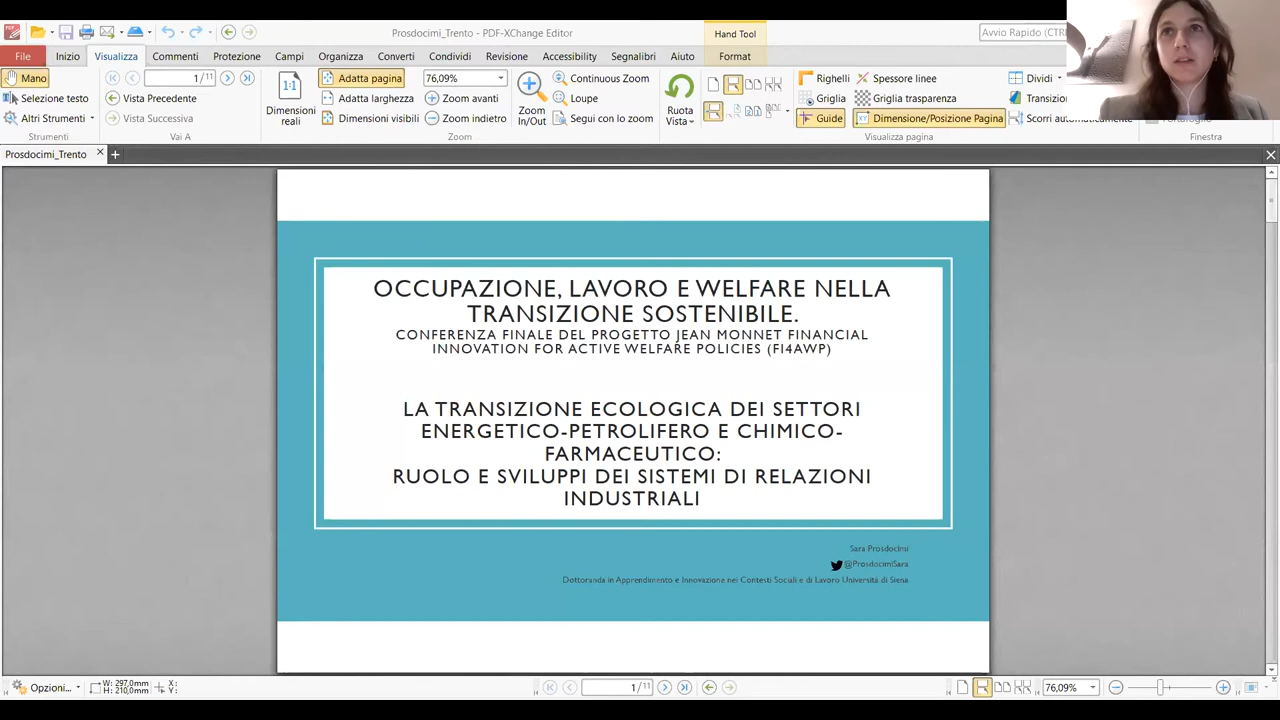 Prosdocimi_Trento - PDF-XChange Editor
Hand Tool
Avvio Rapido (CTR
File
Inizio
Visualizza
Commenti
Protezione
Campi
Organizza
Converti
Condividi
Revisione
Accessibility
Segnalibri
Aiuto
Format
Mano
Selezione testo
Altri Strumenti
Strumenti
1/11
Vista Precedente
Vista Successiva
Vai A
1:1
Dimensioni
reali
Adatta pagina
Adatta larghezza
Dimensioni visibili
76,09%
Zoom avanti
Zoom indietro
Zoom
Zoom
In/Out
Continuous Zoom
Loupe
Segui con lo zoom
Ruota
Vista
Righelli
Griglia
Guide
Spessore linee
Griglia trasparenza
Dimensione/Posizione Pagina
Visualizza pagina
Dividi
Transizio
Scorri automaticamente
Finestra
Prosdocimi_Trento
OCCUPAZIONE, LAVORO E WELFARE NELLA
TRANSIZIONE SOSTENIBILE.
CONFERENZA FINALE DEL PROGETTO JEAN MONNET FINANCIAL
INNOVATION FOR ACTIVE WELFARE POLICIES (FI4AWP)
LA TRANSIZIONE ECOLOGICA DEI SETTORI
ENERGETICO-PETROLIFERO E CHIMICO-
FARMACEUTICO:
RUOLO E SVILUPPI DEI SISTEMI DI RELAZIONI
INDUSTRIALI
Sara Prosdocimi
@ProsdocimiSara
Dottoranda in Apprendimento e Innovazione nei Contesti Sociali e di Lavoro Università di Siena
Opzioni...
W: 297,0mm
H: 210,0mm
X:
Y:
1/11
76,09%